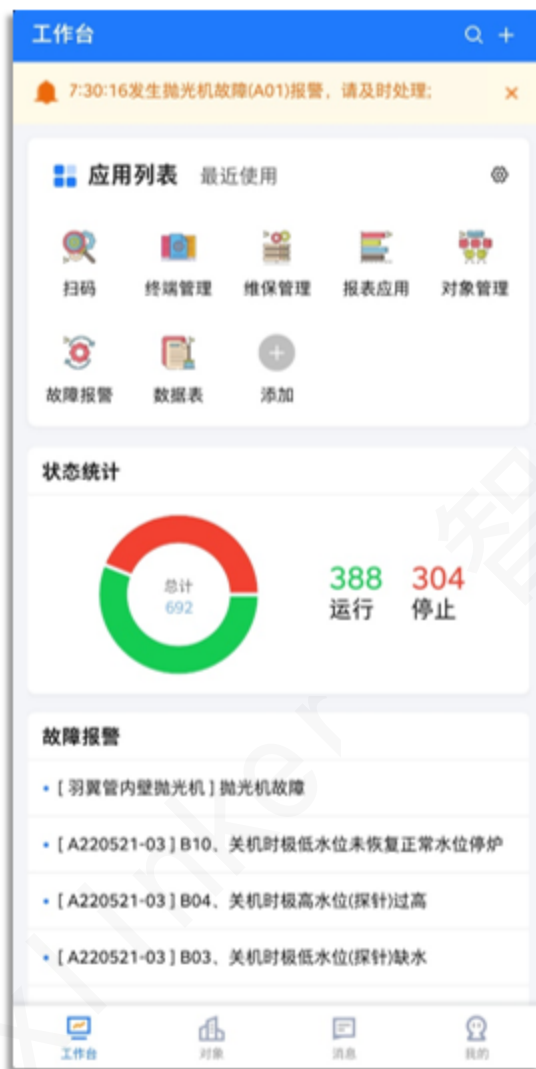 工作台
7:30:16发生抛光机故障(A01)报警，请及时处理;
应用列表 最近使用
扫码 终端管理 维保管理 报表应用 对象管理
故障报警 数据表 添加
状态统计
总计
692
388 304
运行 停止
故障报警
[ 羽翼管内壁抛光机 ] 抛光机故障
[ A220521-03 ] B10、关机时极低水位未恢复正常水位停炉
[ A220521-03 ] B04、关机时极高水位(探针)过高
[ A220521-03 ] B03、关机时极低水位(探针)缺水
工作台 对象 消息 我的
智
xlinker